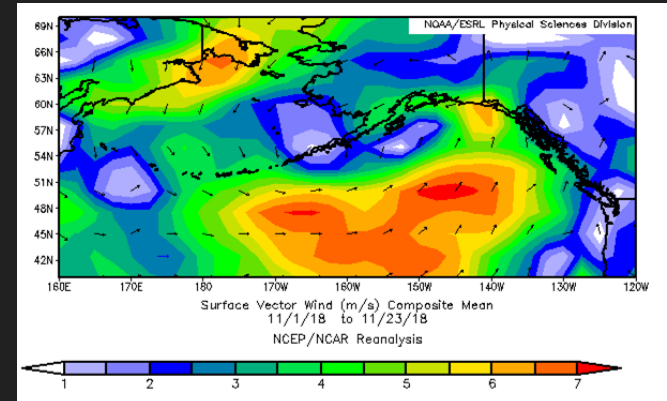 NOAA/ESRL Physical Sciences Division
69N
66N
63N
60N
57N
54N
51N
48N
45N
42N
160E 170E 180 170W 160W 150W 140W 130W 120W
Surface Vector Wind (m/s) Composite Mean
11/1/18 to 11/23/18
NCEP/NCAR Reanalysis
1 2 3 4 5 6 7